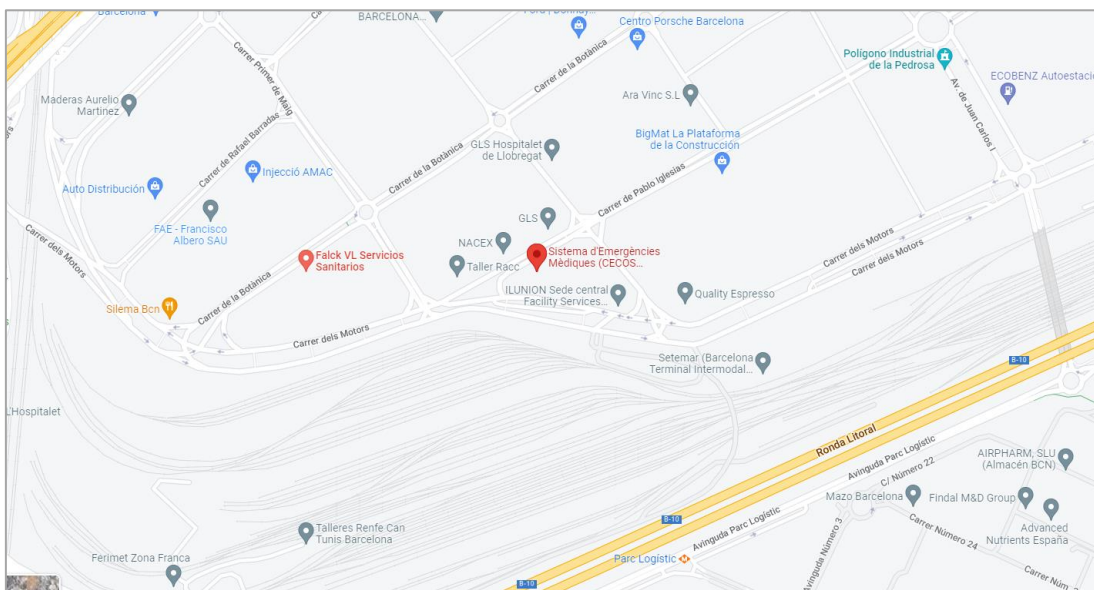 Barcelona
BARCELONA...
Centro Porsche Barcelona
Polígono Industrial
de la Pedrosa
ECOBENZ Autoestació
Av. de Juan Carlos I
Carrer Primer de Maig
Carrer de la Botànica
Maderas Aurelio
Martinez
Ara Vinc S.L
Carrer de Rafael Barradas
GLS Hospitalet
de Llobregat
BigMat La Plataforma
de la Construcción
Injecció AMAC
Carrer de la Botànica
Auto Distribución
Carrer de Pablo Iglesias
FAE - Francisco
Albero SAU
GLS
Carrer dels Motors
NACEX
Falck VL Servicios
Sanitarios
Sistema d'Emergències
Mèdiques (CECOS...
Taller Racc
Carrer dels Motors
Carrer dels Motors
ILUNION Sede central
Facility Services...
Quality Espresso
Carrer de la Botànica
Silema Bcn
Carrer dels Motors
Setemar (Barcelona
Terminal Intermodal...
B-10
L'Hospitalet
Ronda Litoral
Avinguda Parc Logístic
C/ Número 22
AIRPHARM, SLU
(Almacén BCN)
Mazo Barcelona
Findal M&D Group
B-10
Talleres Renfe Can
Tunis Barcelona
Avinguda Parc Logístic
Avinguda Número 3
Carrer Número 24
Advanced
Nutrients España
Ferimet Zona Franca
Parc Logístic
Carrer Núm.
B-10